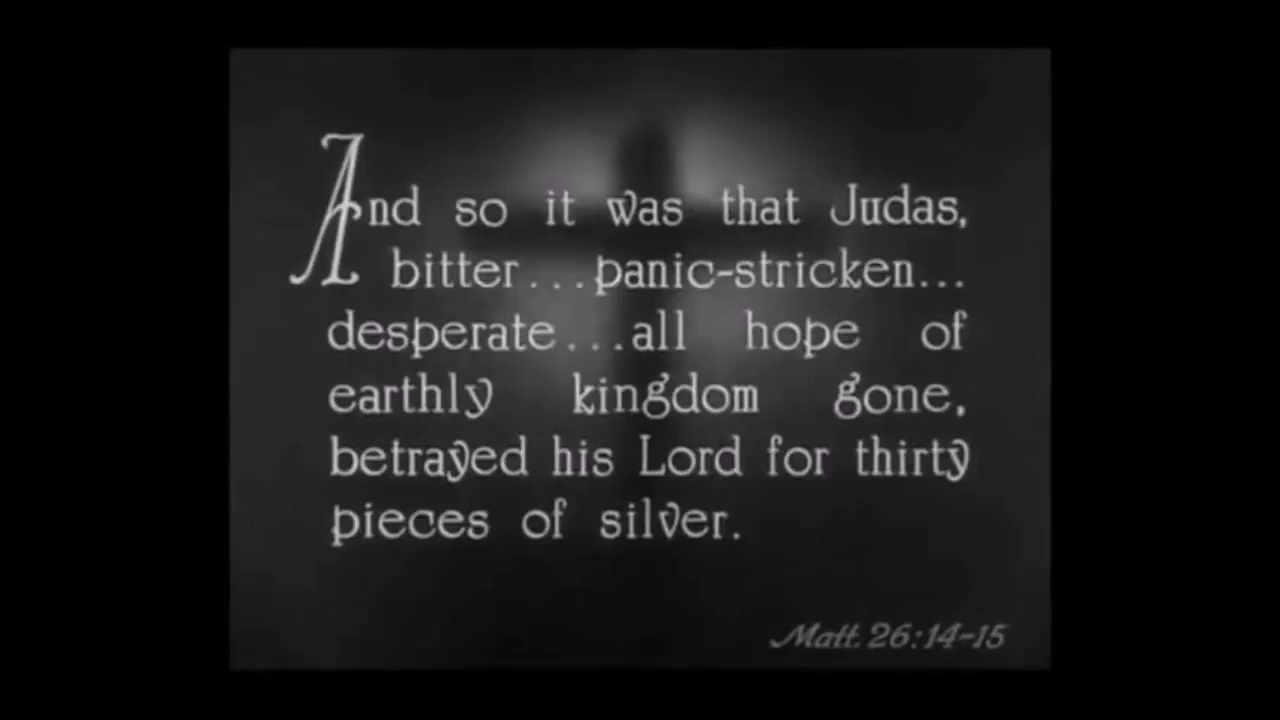 And so it was that Judas,
bitter...panic-stricken...
desperate...all hope of
earthly kingdom gone,
betrayed his Lord for thirty
pieces of silver.
Matt. 26:14-15